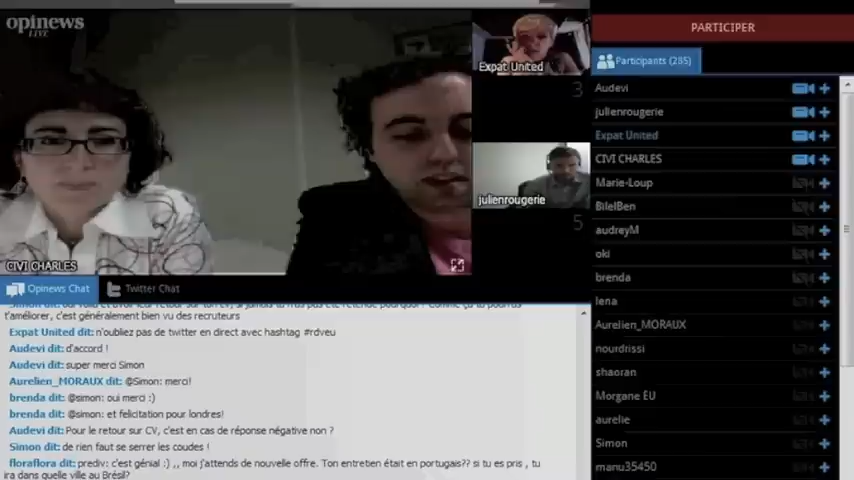 opinews
LIVE
Expat United
3
julienrougerie
5
CIVI CHARLES
PARTICIPER
Participants (285)
Audevi
julienrougerie
Expat United
CIVI CHARLES
Marie-Loup
BilelBen
audreyM
oki
brenda
lena
Aurelien_MORAUX
nourdrissi
shaoran
Morgane EU
aurelie
Simon
manu35450
Opinews Chat
Twitter Chat
t'améliorer, c'est généralement bien vu des recruteurs
Expat United dit: n'oubliez pas de twitter en direct avec hashtag #rdveu
Audevi dit: d'accord !
Audevi dit: super merci Simon
Aurelien_MORAUX dit: @Simon: merci!
brenda dit: @simon: oui merci :)
brenda dit: @simon: et felicitation pour londres!
Audevi dit: Pour le retour sur CV, c'est en cas de réponse négative non ?
Simon dit: de rien faut se serrer les coudes !
floraflora dit: prediv: c'est génial :) ,, moi j'attends de nouvelle offre. Ton entretien était en portugais?? si tu es pris , tu
ira dans quelle ville au Brésil?